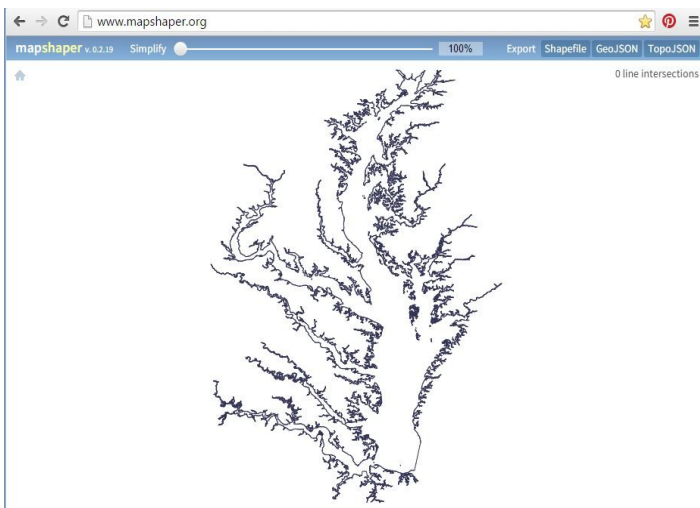 www.mapshaper.org
mapshaper v. 0.2.19 Simplify 100% Export Shapefile GeoJSON TopoJSON
0 line intersections